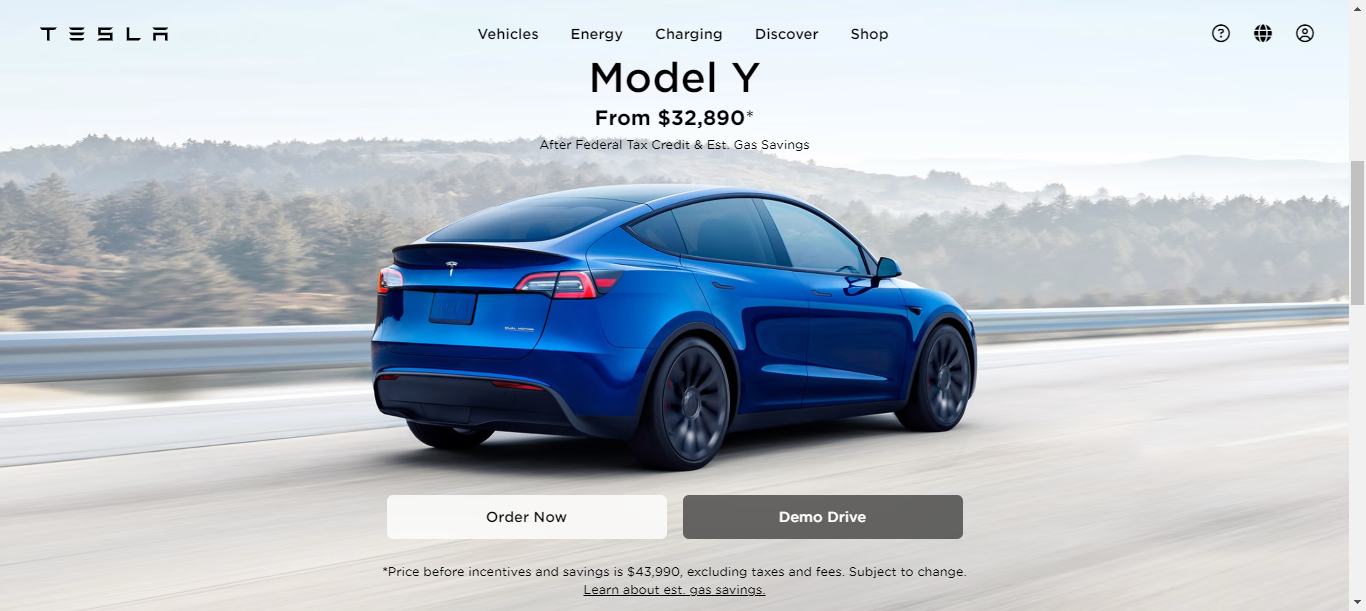 TESLA
Vehicles Energy Charging Discover Shop
Model Y
From $32,890*
After Federal Tax Credit & Est. Gas Savings
DUAL MOTOR
Order Now Demo Drive
*Price before incentives and savings is $43,990, excluding taxes and fees. Subject to change.
Learn about est. gas savings.